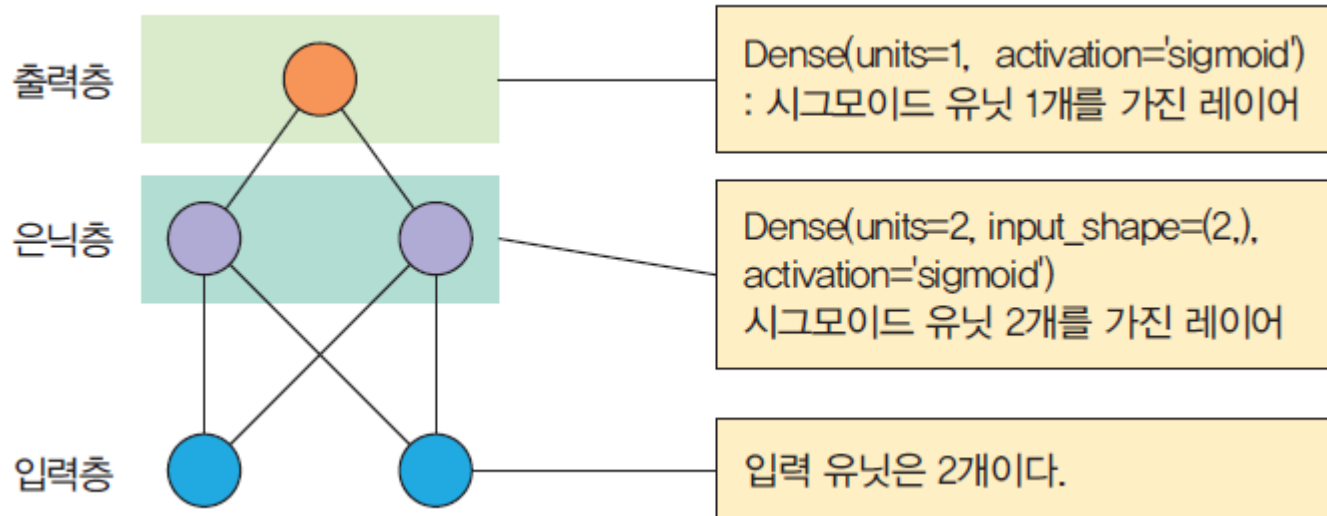 출력층
Dense(units=1, activation='sigmoid')
: 시그모이드 유닛 1개를 가진 레이어
은닉층
Dense(units=2, input_shape=(2,),
activation='sigmoid')
시그모이드 유닛 2개를 가진 레이어
입력층
입력 유닛은 2개이다.